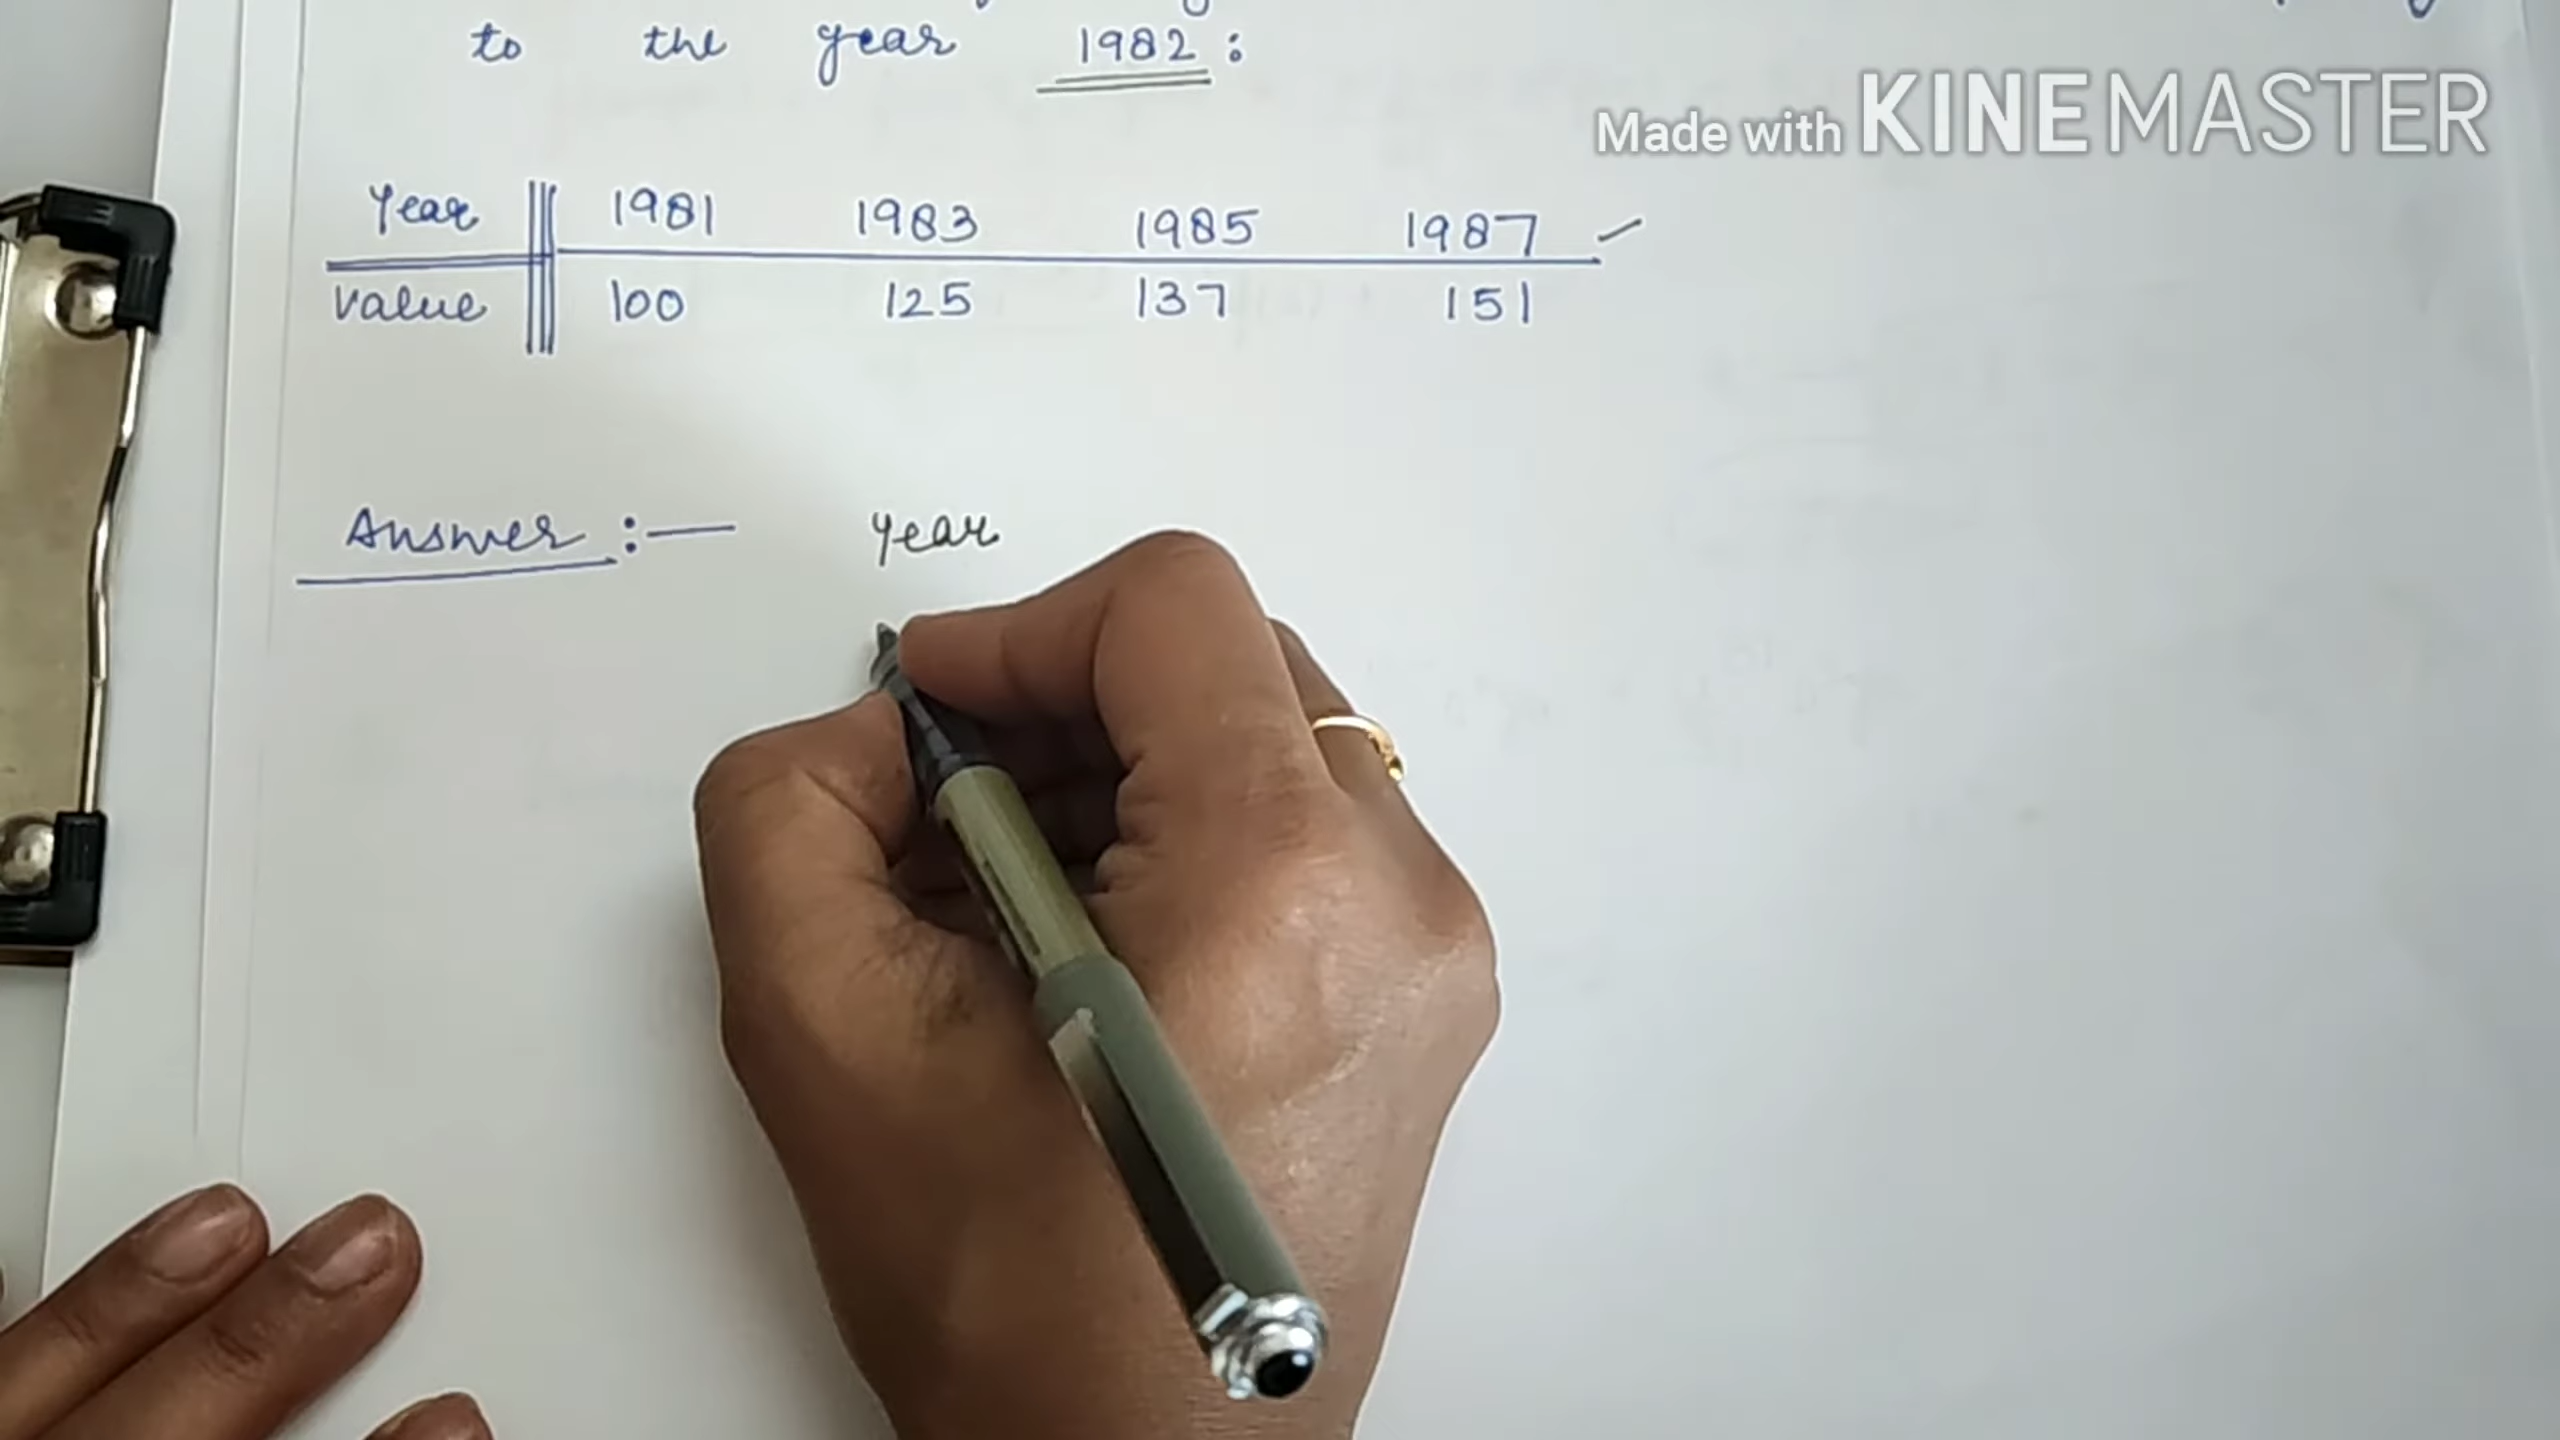 to the year 1982 :
Made with KINEMASTER
Year 1981 1983 1985 1987
Value 100 125 137 151
Answer :— Year